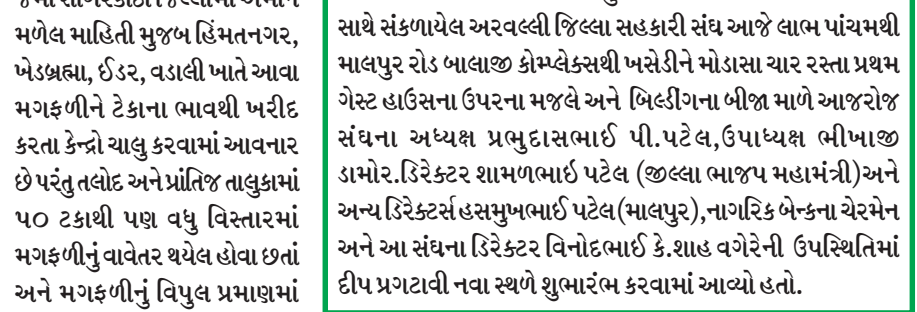 મળેલ માહિતી મુજબ હિંમતનગર,
ખેડબ્રહ્મા, ઈડર, વડાલી ખાતે આવા
મગફળીને ટેકાના ભાવથી ખરીદ
કરતા કેન્દ્રો ચાલુ કરવામાં આવનાર
છે પરંતુ તલોદ અને પ્રાંતિજ તાલુકામાં
૫૦ ટકાથી પણ વધુ વિસ્તારમાં
મગફળીનું વાવેતર થયેલ હોવા છતાં
અને મગફળીનું વિપુલ પ્રમાણમાં
સાથે સંકળાયેલ અરવલ્લી જિલ્લા સહકારી સંઘ આજે લાભ પાંચમથી
માલપુર રોડ બાલાજી કોમ્પ્લેક્સથી ખસેડીને મોડાસા ચાર રસ્તા પ્રથમ
ગેસ્ટ હાઉસના ઉપરના મજલે અને બિલ્ડીંગના બીજા માળે આજરોજ
સંઘના અધ્યક્ષ પ્રભુદાસભાઈ પી.પટેલ,ઉપાધ્યક્ષ ભીખાજી
ડામોર.ડિરેક્ટર શામળભાઇ પટેલ (જીલ્લા ભાજપ મહામંત્રી)અને
અન્ય ડિરેક્ટર્સ હસમુખભાઈ પટેલ(માલપુર),નાગરિક બેન્કના ચેરમેન
અને આ સંઘના ડિરેક્ટર વિનોદભાઈ કે.શાહ વગેરેની ઉપસ્થિતિમાં
દીપ પ્રગટાવી નવા સ્થળે શુભારંભ કરવામાં આવ્યો હતો.